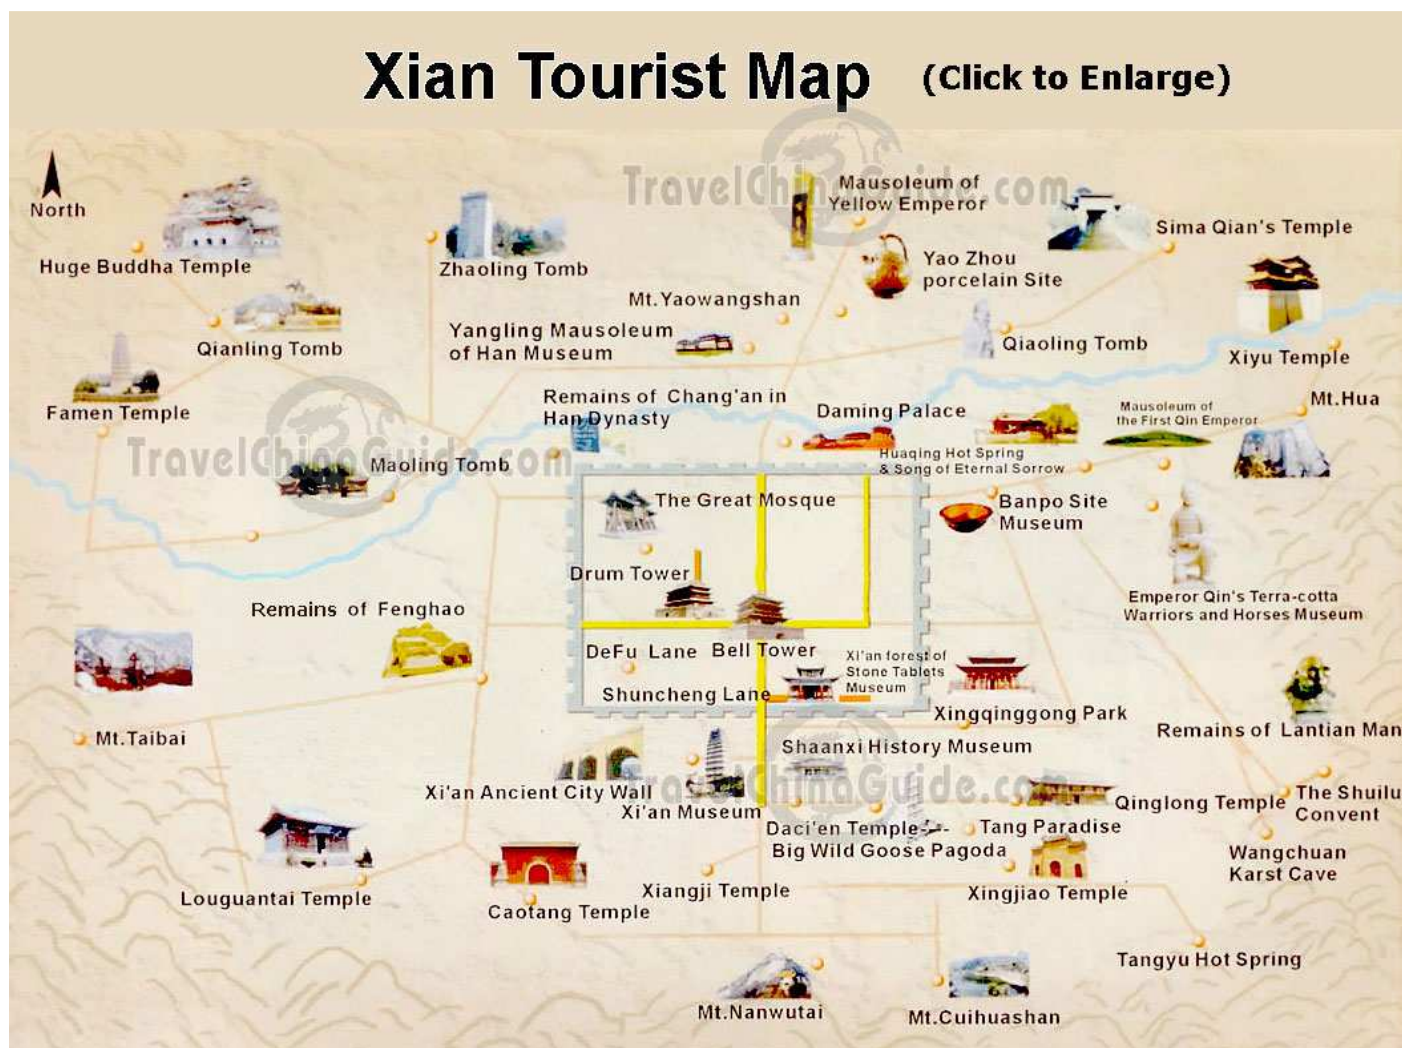 Xian Tourist Map (Click to Enlarge)
North
TravelChinaGuide.com
Mausoleum of
Yellow Emperor
Sima Qian's Temple
Huge Buddha Temple
Zhaoling Tomb
Yao Zhou
porcelain Site
Mt.Yaowangshan
Yangling Mausoleum
of Han Museum
Qianling Tomb
Qiaoling Tomb
Xiyu Temple
Famen Temple
Remains of Chang'an in
Han Dynasty
Daming Palace
Mausoleum of
the First Qin Emperor
Mt.Hua
TravelChinaGuide.com
Maoling Tomb
Huaqing Hot Spring
& Song of Eternal Sorrow
The Great Mosque
Banpo Site
Museum
Drum Tower
Emperor Qin's Terra-cotta
Warriors and Horses Museum
Remains of Fenghao
DeFu Lane
Bell Tower
Xi'an forest of
Stone Tablets
Museum
Shuncheng Lane
Xingqinggong Park
Remains of Lantian Man
Mt.Taibai
Shaanxi History Museum
TravelChinaGuide.com
Xi'an Ancient City Wall
Xi'an Museum
Qinglong Temple
The Shuilu
Convent
Daci'en Temple
Big Wild Goose Pagoda
Tang Paradise
Wangchuan
Karst Cave
Louguantai Temple
Caotang Temple
Xiangji Temple
Xingjiao Temple
Tangyu Hot Spring
Mt.Nanwutai
Mt.Cuihuashan